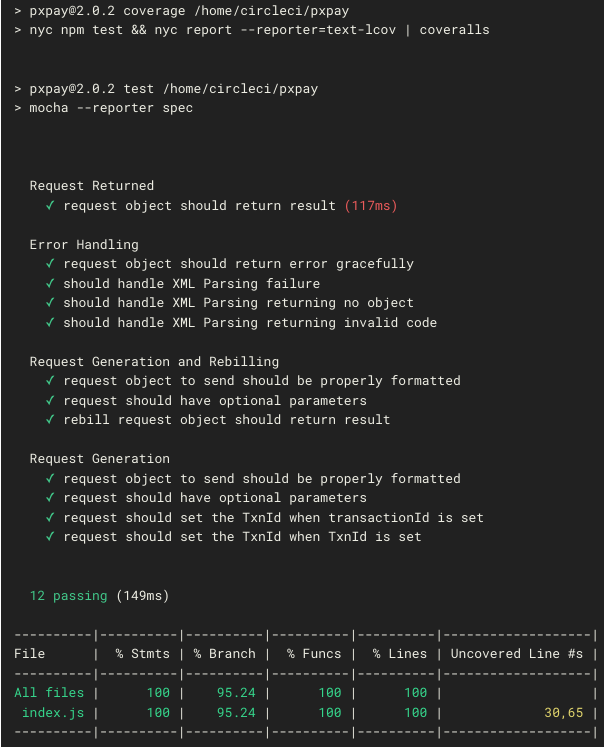 > pxpay@2.0.2 coverage /home/circleci/pxpay
> nyc npm test && nyc report --reporter=text-lcov | coveralls
> pxpay@2.0.2 test /home/circleci/pxpay
> mocha --reporter spec
Request Returned
✓ request object should return result (117ms)
Error Handling
✓ request object should return error gracefully
✓ should handle XML Parsing failure
✓ should handle XML Parsing returning no object
✓ should handle XML Parsing returning invalid code
Request Generation and Rebilling
✓ request object to send should be properly formatted
✓ request should have optional parameters
✓ rebill request object should return result
Request Generation
✓ request object to send should be properly formatted
✓ request should have optional parameters
✓ request should set the TxnId when transactionId is set
✓ request should set the TxnId when TxnId is set
12 passing (149ms)
----------|----------|----------|----------|----------|-------------------|
File      |  % Stmts | % Branch |  % Funcs |  % Lines | Uncovered Line #s |
----------|----------|----------|----------|----------|-------------------|
All files |      100 |    95.24 |      100 |      100 |                   |
 index.js |      100 |    95.24 |      100 |      100 |             30,65 |
----------|----------|----------|----------|----------|-------------------|